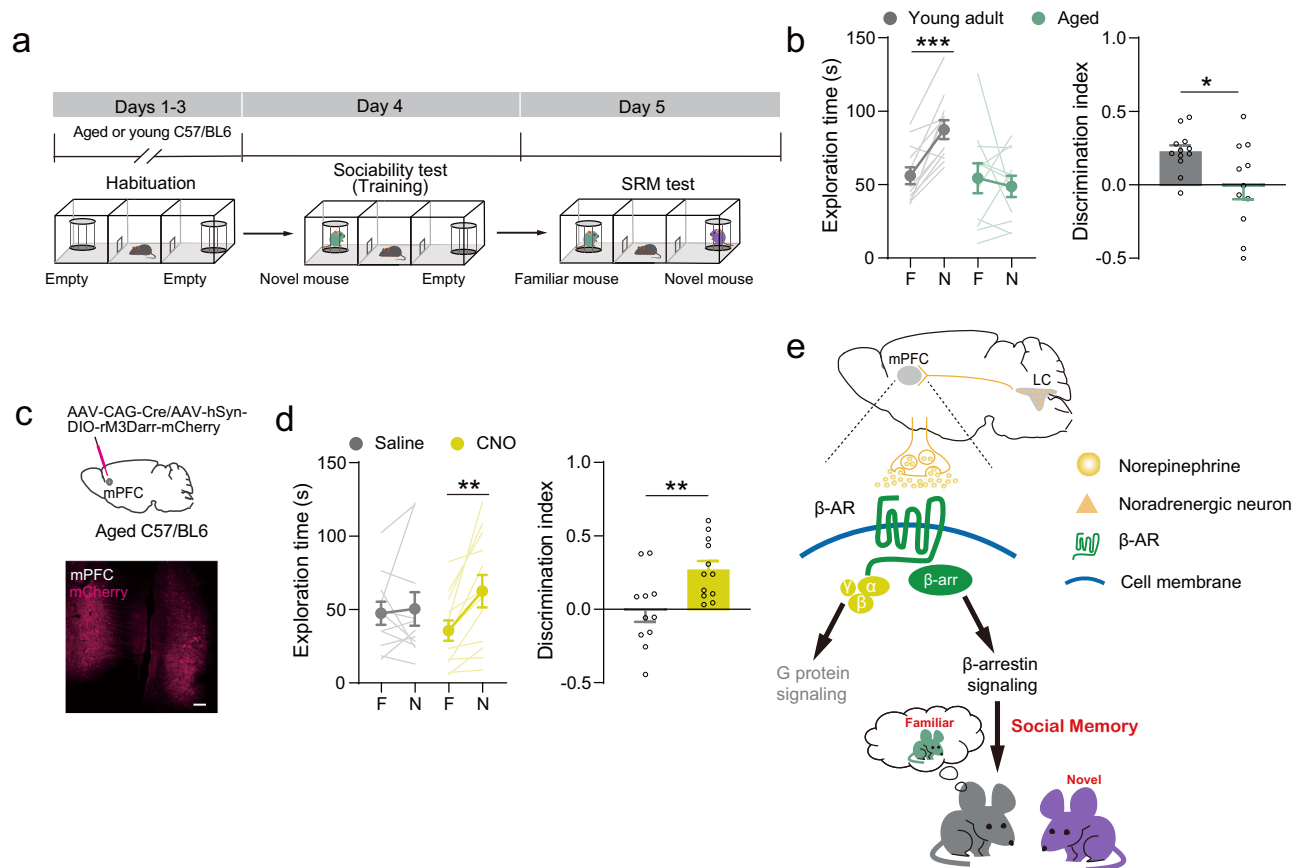 a
Days 1-3
Day 4
Day 5
Aged or young C57/BL6
Habituation
Sociability test
(Training)
SRM test
Empty
Empty
Novel mouse
Empty
Familiar mouse
Novel mouse
b
Young adult
Aged
Exploration time (s)
150
100
50
0
***
F
N
F
N
Discrimination index
1.0
0.5
0.0
-0.5
*
c
AAV-CAG-Cre/AAV-hSyn-
DIO-rM3Darr-mCherry
mPFC
Aged C57/BL6
mPFC
mCherry
d
Saline
CNO
Exploration time (s)
150
100
50
0
**
F
N
F
N
Discrimination index
1.0
0.5
0.0
-0.5
**
e
mPFC
LC
β-AR
γ
α
β
β-arr
G protein
signaling
β-arrestin
signaling
Social Memory
Familiar
Novel
Norepinephrine
Noradrenergic neuron
β-AR
Cell membrane